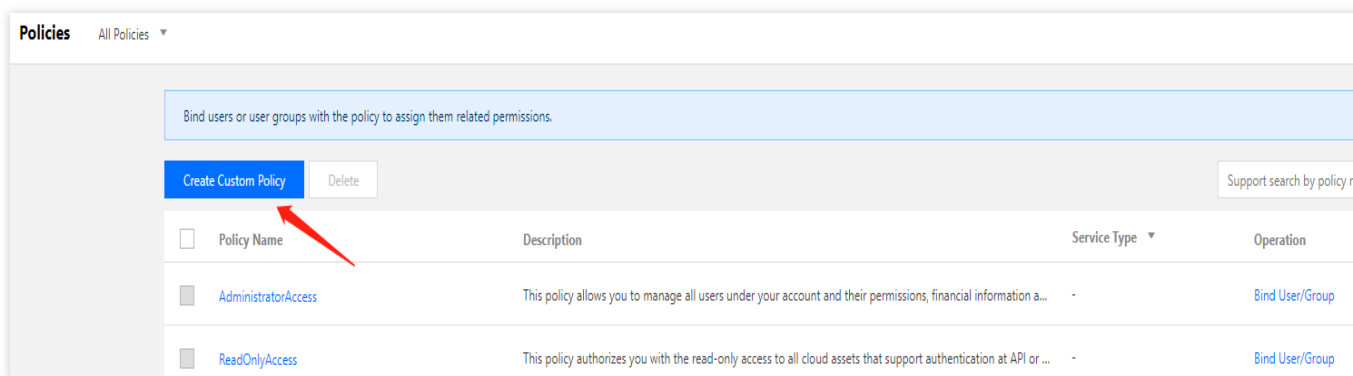 Policies All Policies
Bind users or user groups with the policy to assign them related permissions.
Create Custom Policy Delete Support search by policy
Policy Name Description Service Type Operation
AdministratorAccess This policy allows you to manage all users under your account and their permissions, financial information a... - Bind User/Group
ReadOnlyAccess This policy authorizes you with the read-only access to all cloud assets that support authentication at API or ... - Bind User/Group